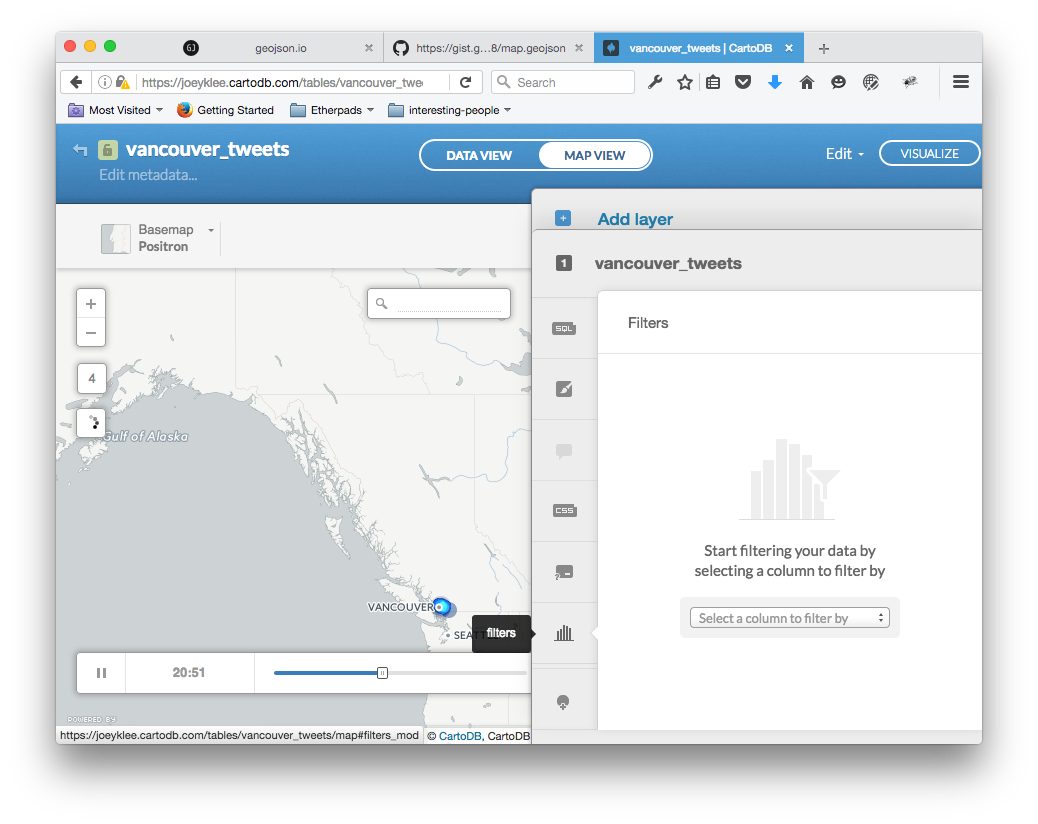 GJ
geojson.io
https://gist.g…8/map.geojson
vancouver_tweets | CartoDB
https://joeyklee.cartodb.com/tables/vancouver_twe
Search
Most Visited
Getting Started
Etherpads
interesting-people
vancouver_tweets
DATA VIEW
MAP VIEW
Edit
VISUALIZE
Edit metadata...
Add layer
Basemap
Positron
1
vancouver_tweets
Filters
SQL
4
Gulf of Alaska
CSS
Start filtering your data by
selecting a column to filter by
VANCOUVER
Select a column to filter by
SEATTLE
filters
20:51
POWERED BY
https://joeyklee.cartodb.com/tables/vancouver_tweets/map#filters_mod
© CartoDB, CartoDB